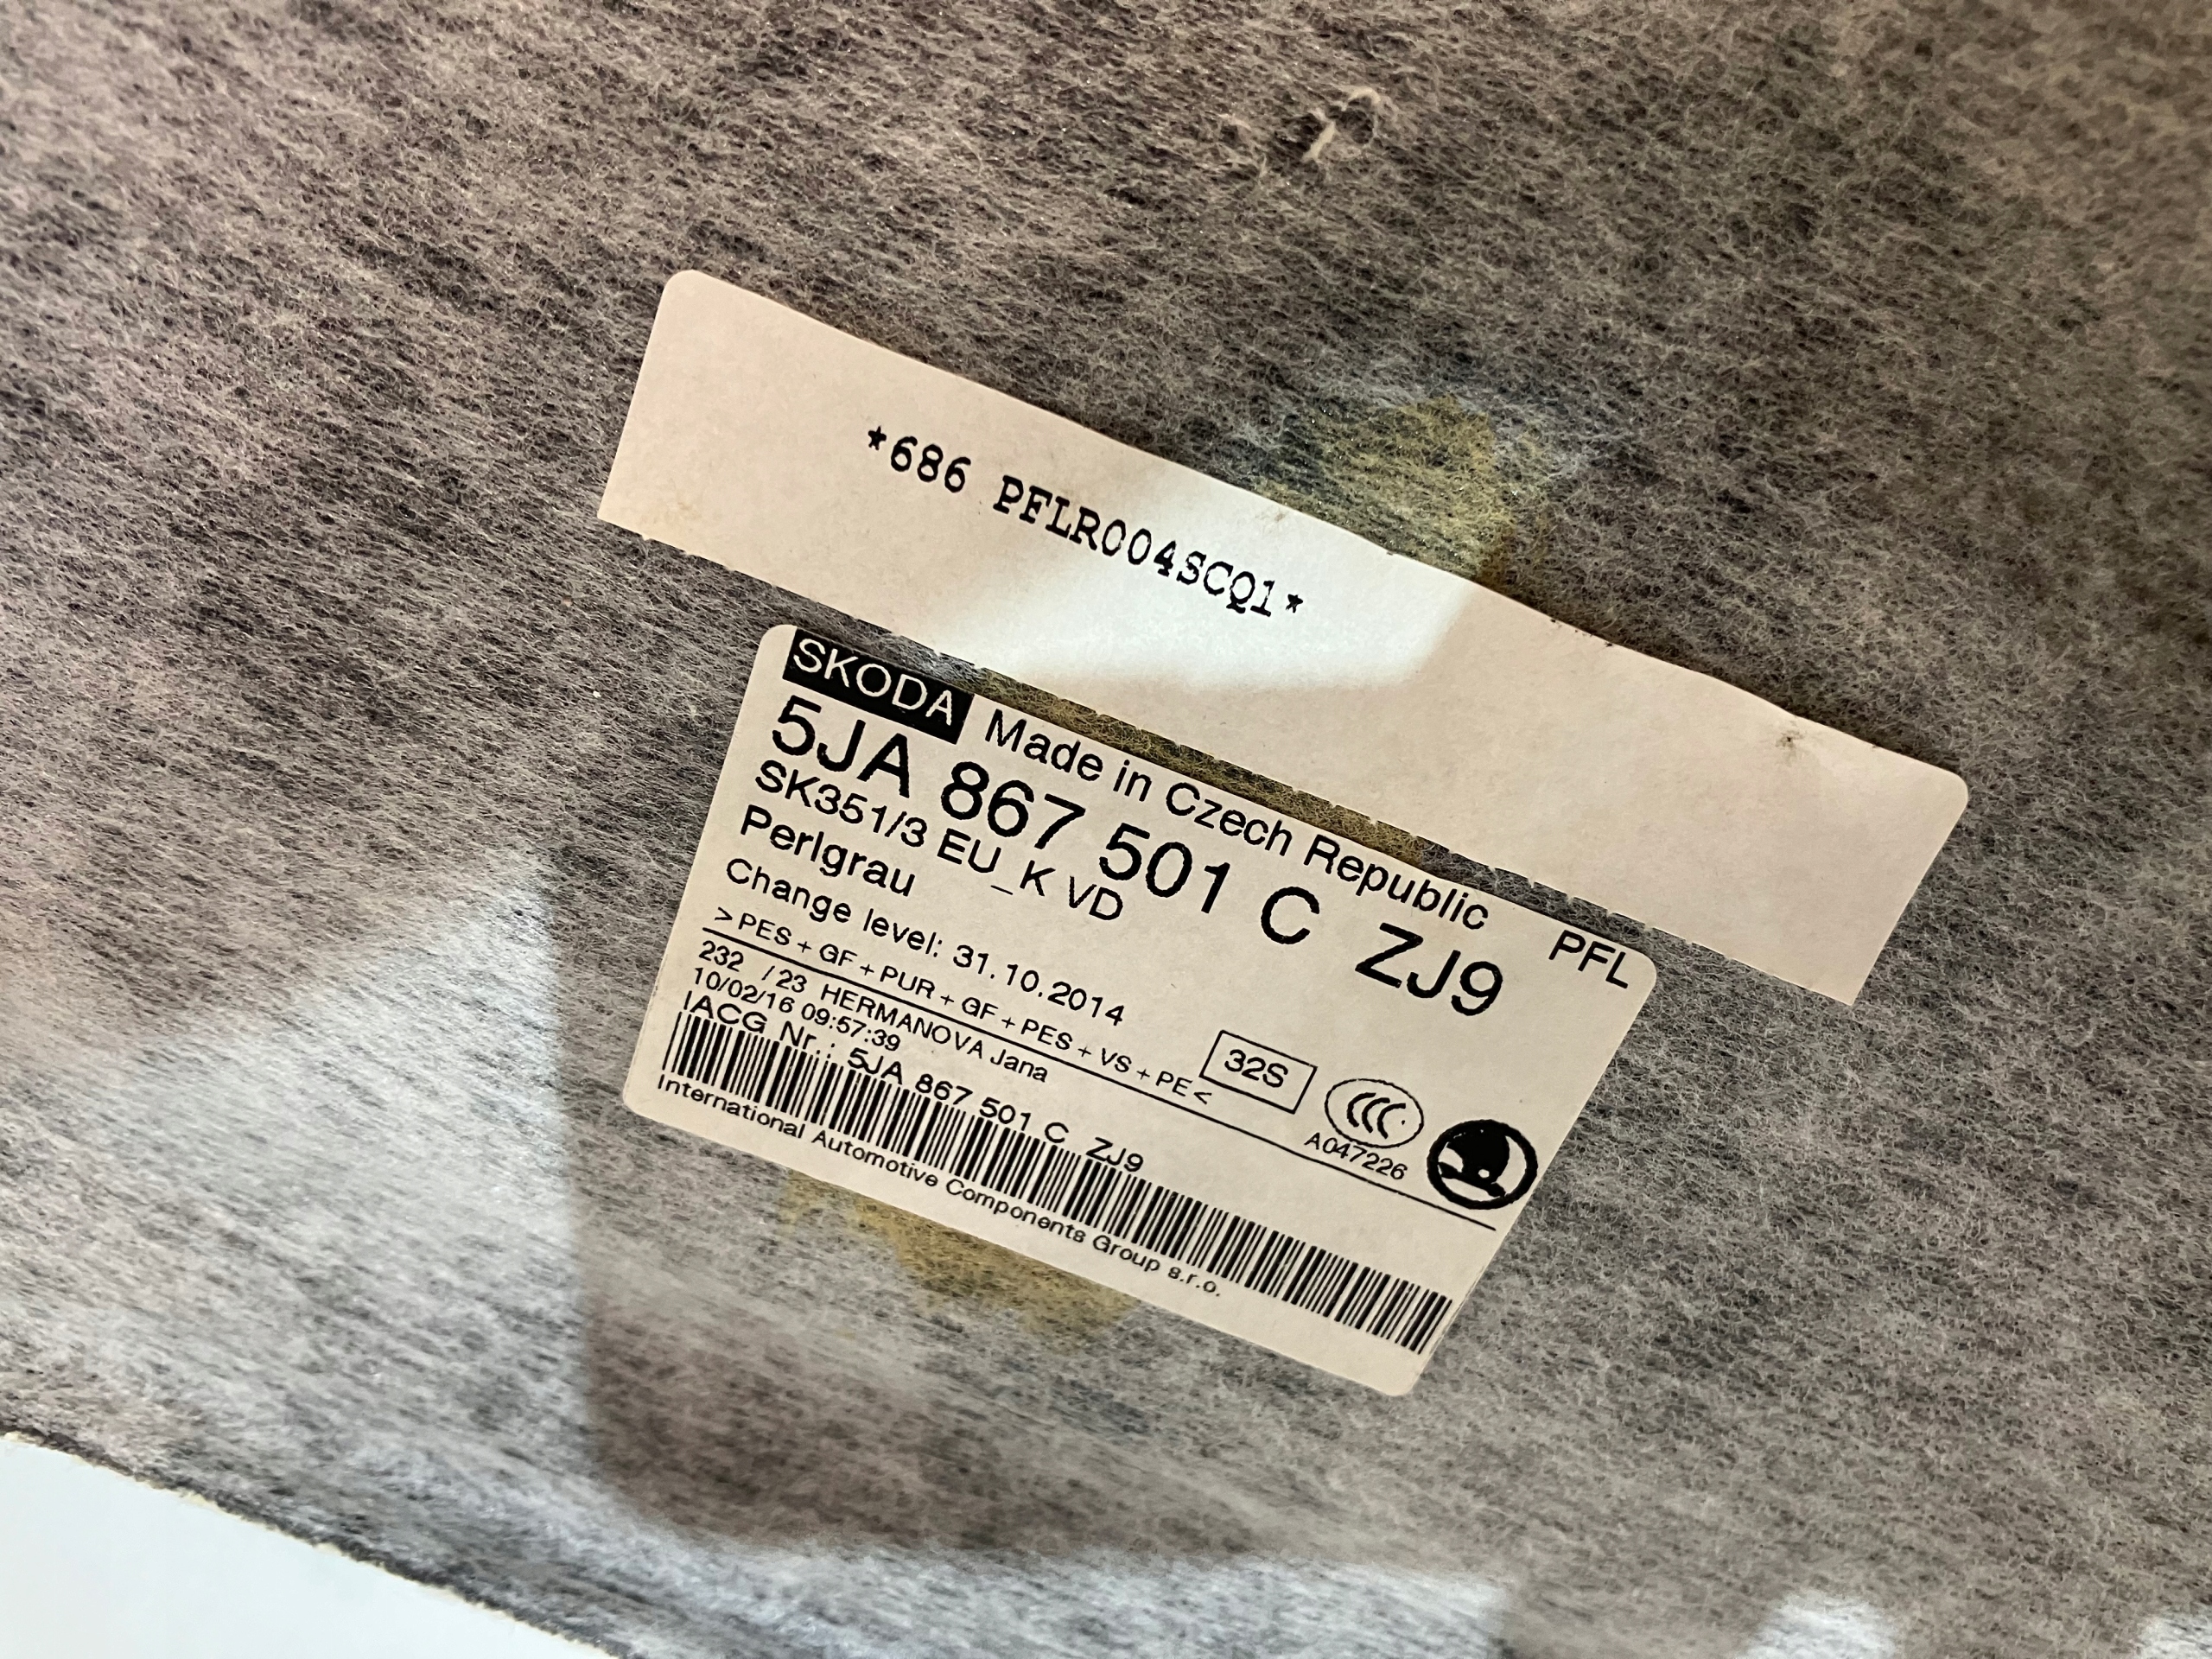 *686 PFLR004SCQ1*
SKODA Made in Czech Republic PFL
5JA 867 501 C ZJ9
SK351/3 EU_K VD
Perlgrau
Change level: 31.10.2014
32S
> PES + GF + PUR + GF + PES + VS + PE <
A047226
232 /23 HERMANOVA Jana
10/02/16 09:57:39
IACG Nr.: 5JA 867 501 C ZJ9
International Automotive Components Group s.r.o.